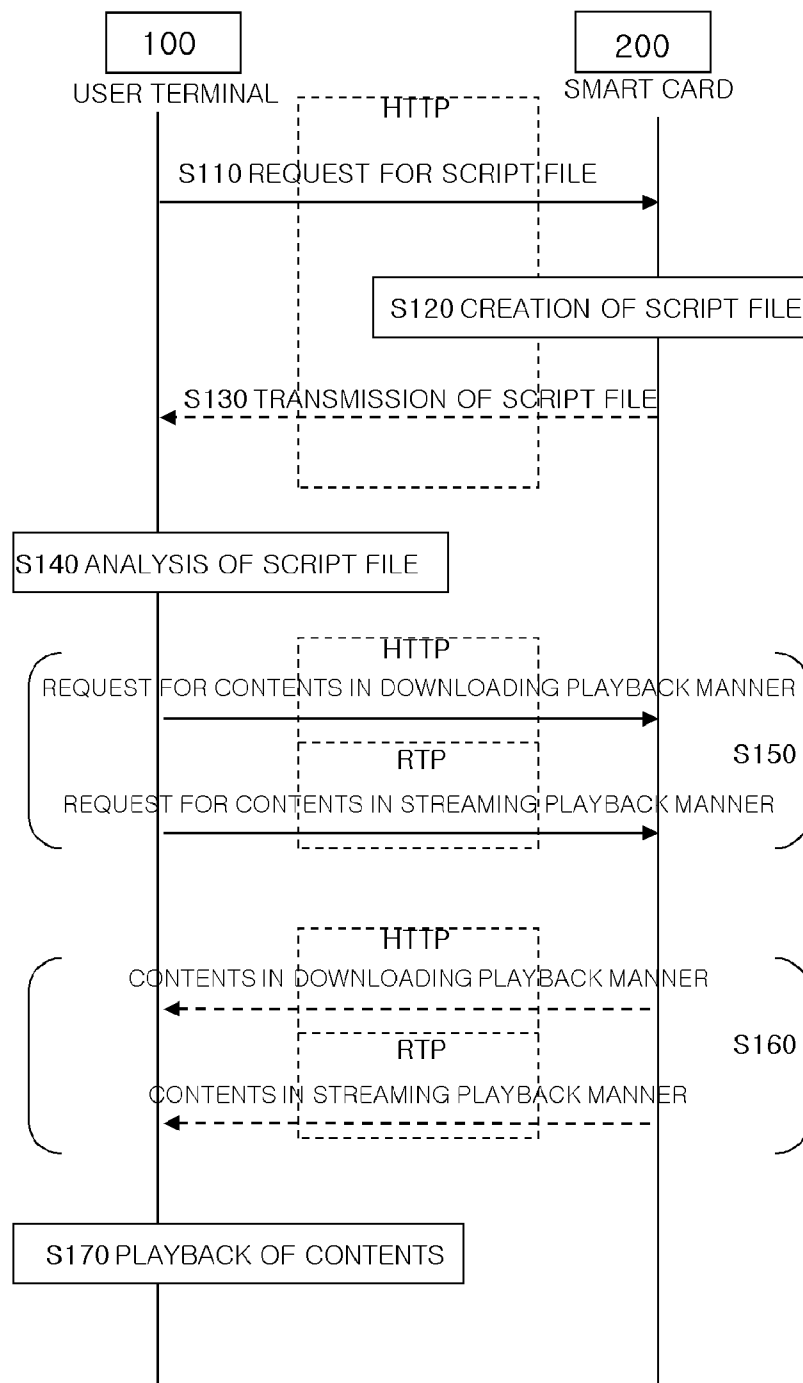 100
200
USER TERMINAL
SMART CARD
HTTP
S110 REQUEST FOR SCRIPT FILE
S120 CREATION OF SCRIPT FILE
S130 TRANSMISSION OF SCRIPT FILE
S140 ANALYSIS OF SCRIPT FILE
HTTP
REQUEST FOR CONTENTS IN DOWNLOADING PLAYBACK MANNER
S150
RTP
REQUEST FOR CONTENTS IN STREAMING PLAYBACK MANNER
HTTP
CONTENTS IN DOWNLOADING PLAYBACK MANNER
S160
RTP
CONTENTS IN STREAMING PLAYBACK MANNER
S170 PLAYBACK OF CONTENTS